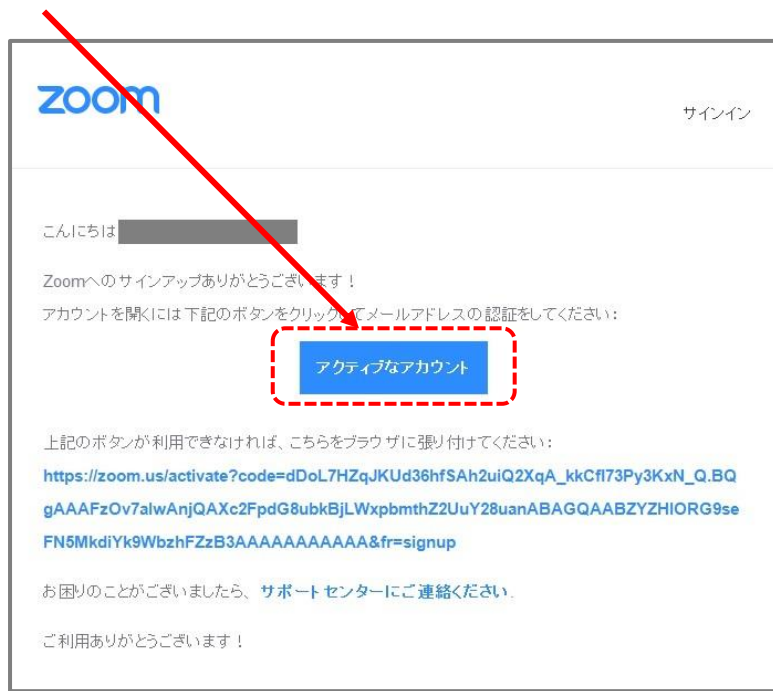 zoom
サインイン
こんにちは
Zoomへのサインアップありがとうございます！
アカウントを開くには下記のボタンをクリックしてメールアドレスの認証をしてください：
アクティブなアカウント
上記のボタンが利用できなければ、こちらをブラウザに張り付けてください：
https://zoom.us/activate?code=dDoL7HZqJKUd36hfSAh2uiQ2XqA_kkCfI73Py3KxN_Q.BQ
gAAAFzOv7alwAnjQAXc2FpdG8ubkBjLWxpbmthZ2UuY28uanABAGQAABZYZHlORG9se
FN5MkdiYk9WbzhFZzB3AAAAAAAAAAA&fr=signup
お困りのことがございましたら、サポートセンターにご連絡ください.
ご利用ありがとうございます！